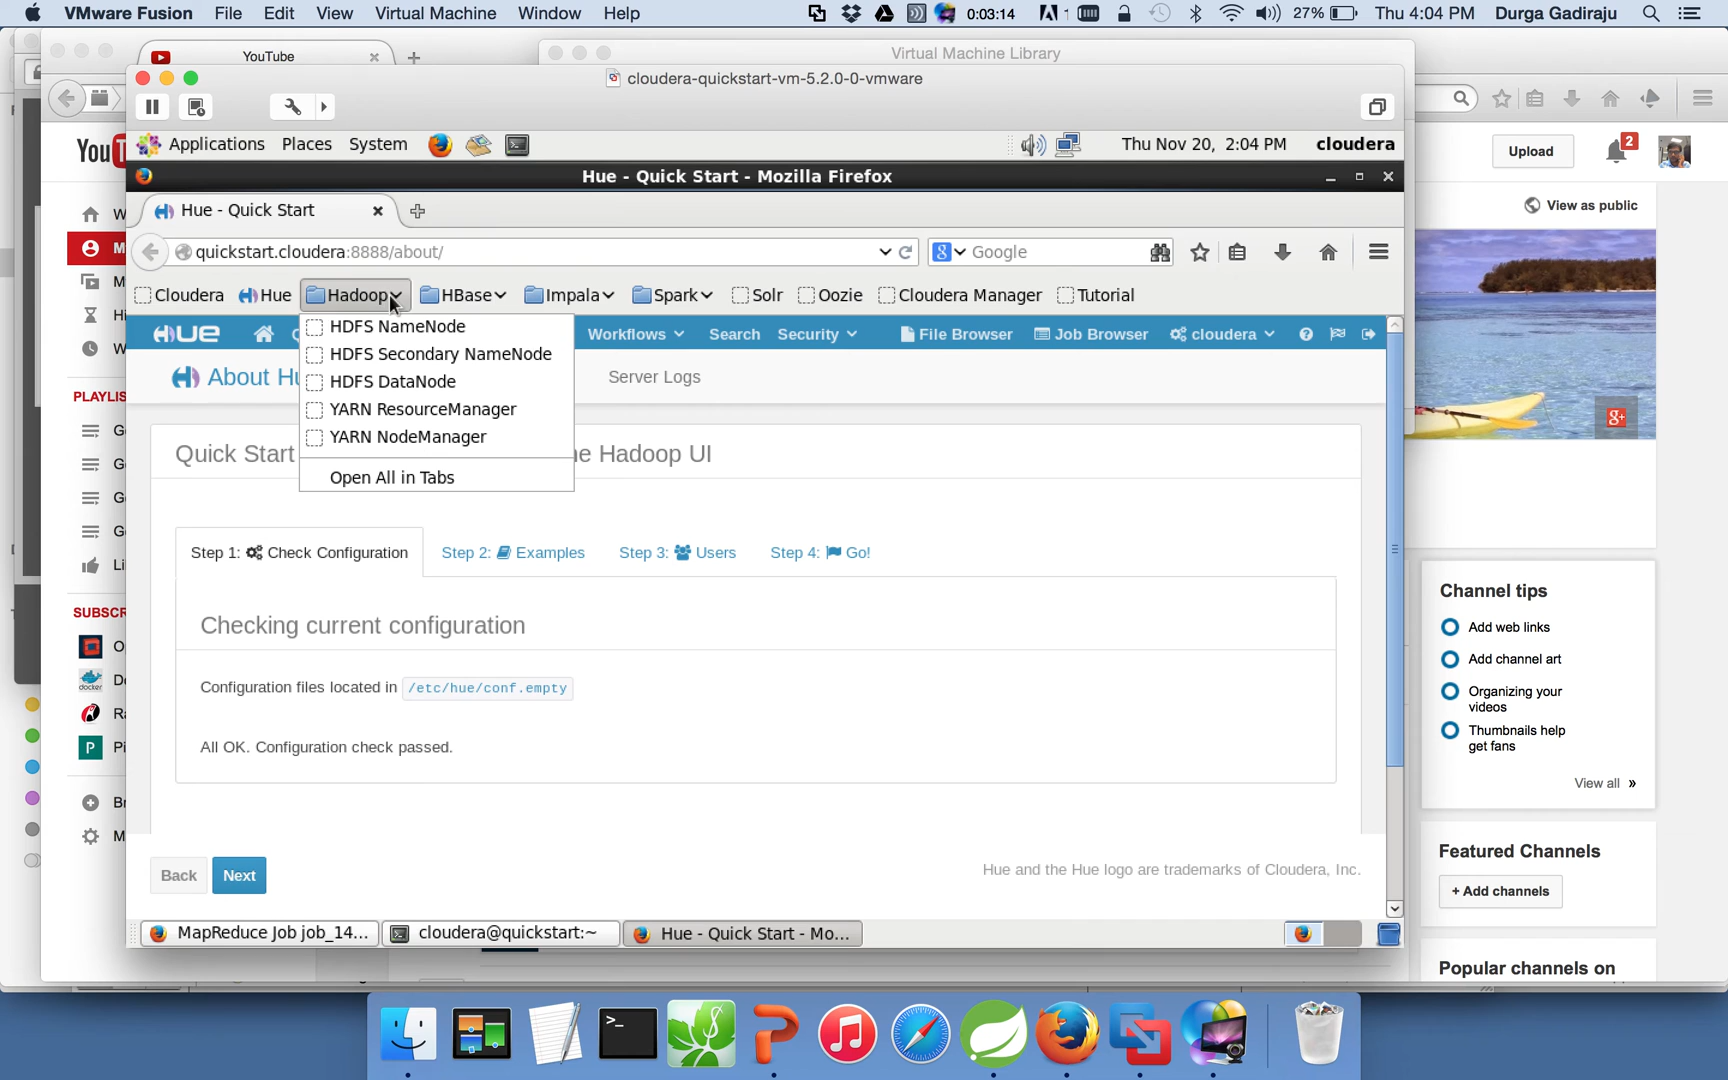 VMware Fusion File Edit View Virtual Machine Window Help 0:03:14 1 27% Thu 4:04 PM Durga Gadiraju
YouTube
Virtual Machine Library
cloudera-quickstart-vm-5.2.0-0-vmware
Applications Places System Thu Nov 20, 2:04 PM cloudera
Hue - Quick Start - Mozilla Firefox
Hue - Quick Start
quickstart.cloudera:8888/about/ Google
Cloudera Hue Hadoop HBase Impala Spark Solr Oozie Cloudera Manager Tutorial
HDFS NameNode
HDFS Secondary NameNode
HDFS DataNode
YARN ResourceManager
YARN NodeManager
Open All in Tabs
HUE Workflows Search Security File Browser Job Browser cloudera
About Server Logs
Quick Start Hadoop UI
Step 1: Check Configuration Step 2: Examples Step 3: Users Step 4: Go!
Checking current configuration
Configuration files located in /etc/hue/conf.empty
All OK. Configuration check passed.
Back Next
Hue and the Hue logo are trademarks of Cloudera, Inc.
MapReduce Job job_14... cloudera@quickstart:~ Hue - Quick Start - Mo...
You
PLAYLIS
SUBSCR
docker
P
Upload
2
View as public
g+
Channel tips
Add web links
Add channel art
Organizing your
videos
Thumbnails help
get fans
View all »
Featured Channels
+ Add channels
Popular channels on